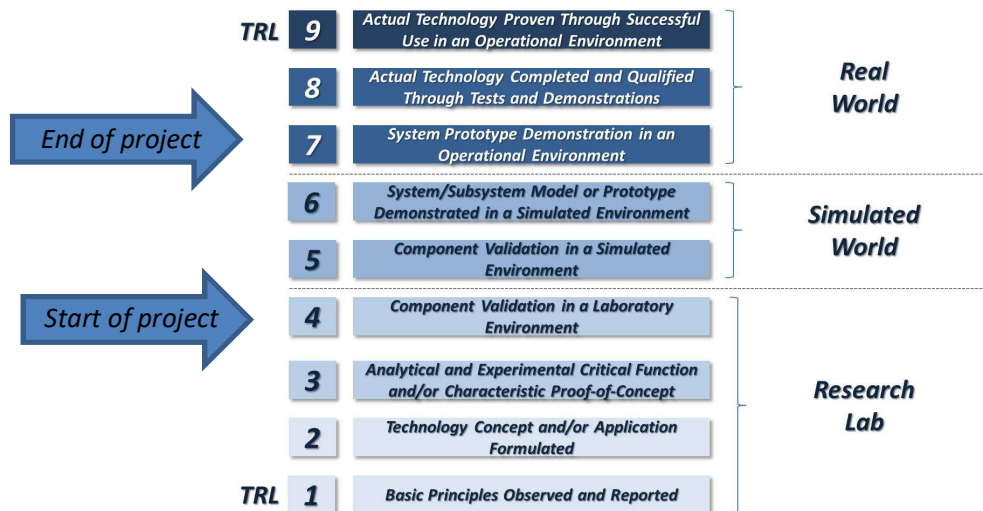 TRL 9 Actual Technology Proven Through Successful
Use in an Operational Environment
8 Actual Technology Completed and Qualified
Through Tests and Demonstrations
Real
World
End of project
7 System Prototype Demonstration in an
Operational Environment
6 System/Subsystem Model or Prototype
Demonstrated in a Simulated Environment
Simulated
World
5 Component Validation in a Simulated
Environment
Start of project
4 Component Validation in a Laboratory
Environment
3 Analytical and Experimental Critical Function
and/or Characteristic Proof-of-Concept
Research
Lab
2 Technology Concept and/or Application
Formulated
TRL 1 Basic Principles Observed and Reported